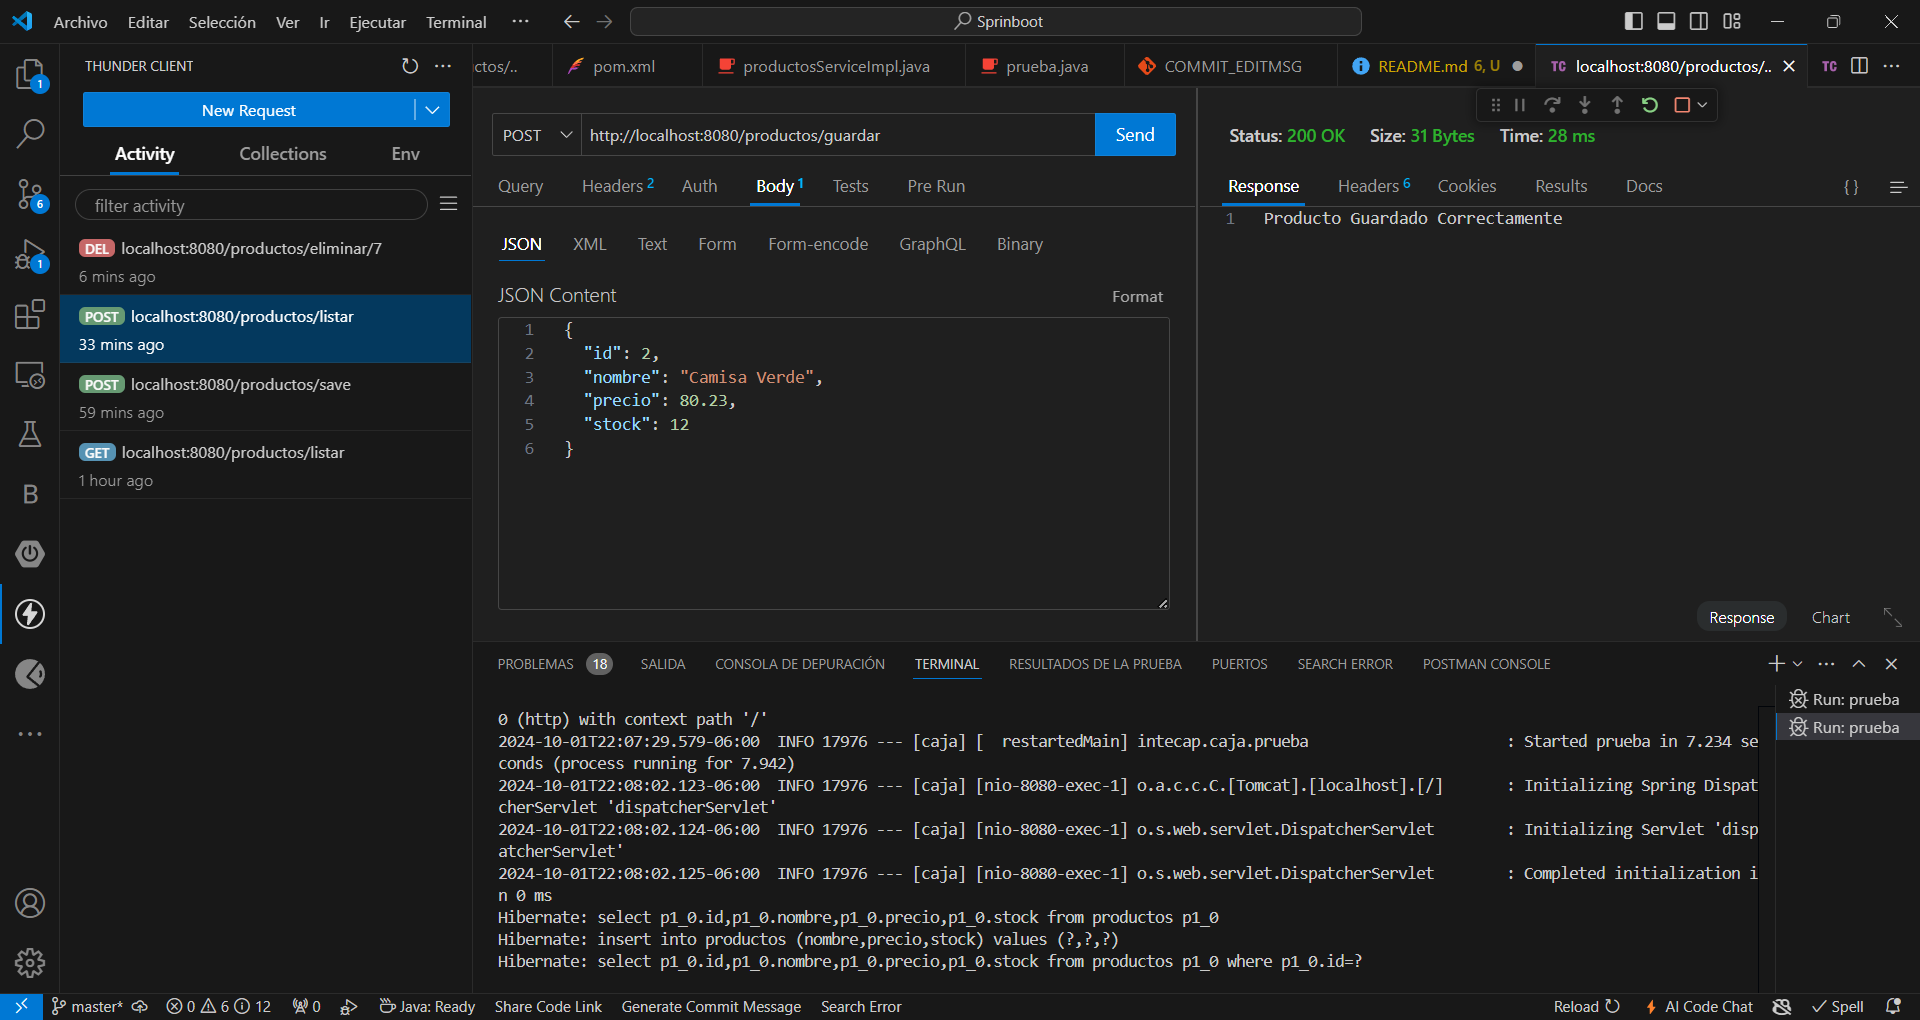 Archivo Editar Selección Ver Ir Ejecutar Terminal ··· Sprinboot
THUNDER CLIENT ···
New Request
Activity Collections Env
filter activity
DEL localhost:8080/productos/eliminar/7
6 mins ago
POST localhost:8080/productos/listar
33 mins ago
POST localhost:8080/productos/save
59 mins ago
GET localhost:8080/productos/listar
1 hour ago
1
6
1
B
ctos/.. pom.xml productosServiceImpl.java prueba.java COMMIT_EDITMSG README.md 6, U TC localhost:8080/productos/.. TC ···
POST http://localhost:8080/productos/guardar Send
Query Headers 2 Auth Body 1 Tests Pre Run
JSON XML Text Form Form-encode GraphQL Binary
JSON Content Format
1 {
2 "id": 2,
3 "nombre": "Camisa Verde",
4 "precio": 80.23,
5 "stock": 12
6 }
Status: 200 OK Size: 31 Bytes Time: 28 ms
Response Headers 6 Cookies Results Docs { }
1 Producto Guardado Correctamente
Response Chart
PROBLEMAS 18 SALIDA CONSOLA DE DEPURACIÓN TERMINAL RESULTADOS DE LA PRUEBA PUERTOS SEARCH ERROR POSTMAN CONSOLE
0 (http) with context path '/'
2024-10-01T22:07:29.579-06:00 INFO 17976 --- [caja] [ restartedMain] intecap.caja.prueba : Started prueba in 7.234 se
conds (process running for 7.942)
2024-10-01T22:08:02.123-06:00 INFO 17976 --- [caja] [nio-8080-exec-1] o.a.c.c.C.[Tomcat].[localhost].[/] : Initializing Spring Dispat
cherServlet 'dispatcherServlet'
2024-10-01T22:08:02.124-06:00 INFO 17976 --- [caja] [nio-8080-exec-1] o.s.web.servlet.DispatcherServlet : Initializing Servlet 'disp
atcherServlet'
2024-10-01T22:08:02.125-06:00 INFO 17976 --- [caja] [nio-8080-exec-1] o.s.web.servlet.DispatcherServlet : Completed initialization i
n 0 ms
Hibernate: select p1_0.id,p1_0.nombre,p1_0.precio,p1_0.stock from productos p1_0
Hibernate: insert into productos (nombre,precio,stock) values (?,?,?)
Hibernate: select p1_0.id,p1_0.nombre,p1_0.precio,p1_0.stock from productos p1_0 where p1_0.id=?
Run: prueba
Run: prueba
master* 0 6 12 0 Java: Ready Share Code Link Generate Commit Message Search Error Reload AI Code Chat Spell